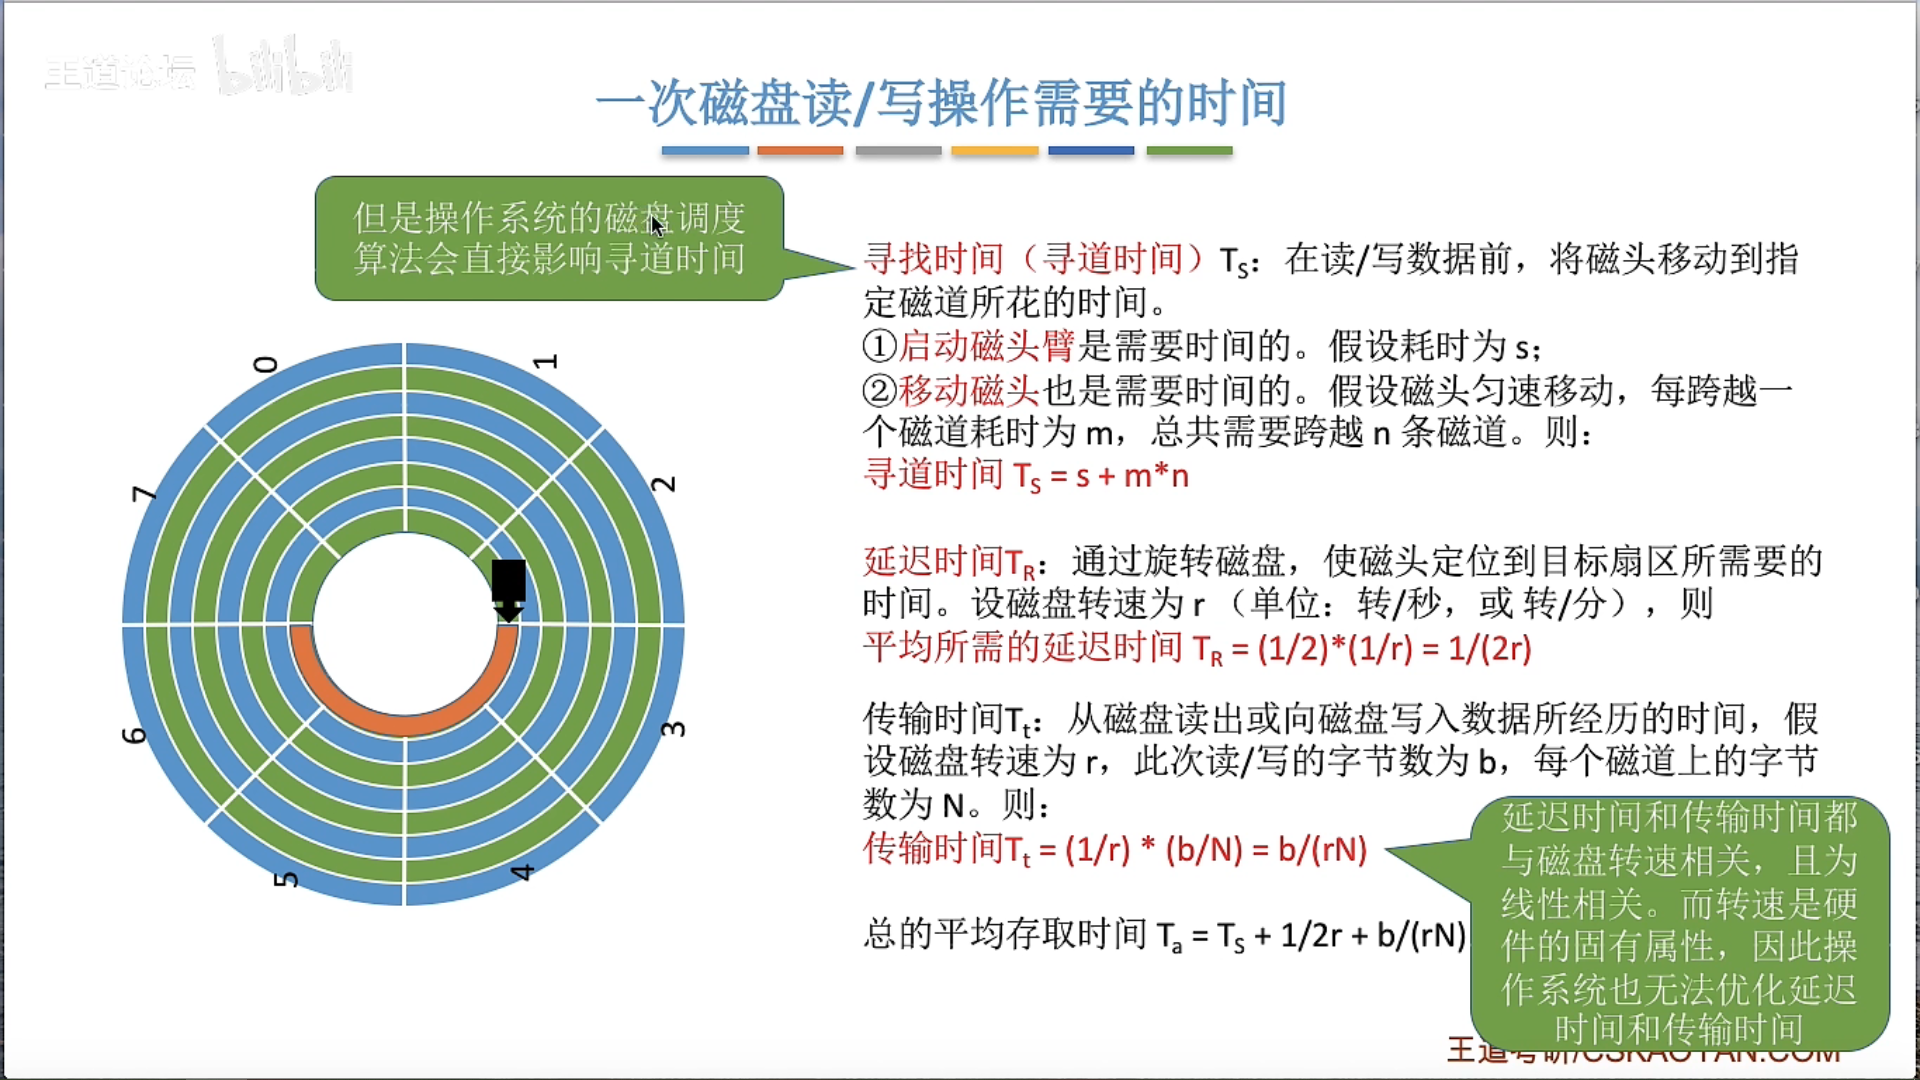 王道论坛 bilibili
一次磁盘读/写操作需要的时间
但是操作系统的磁盘调度
算法会直接影响寻道时间
寻找时间（寻道时间）TS：在读/写数据前，将磁头移动到指
定磁道所花的时间。
①启动磁头臂是需要时间的。假设耗时为 s；
②移动磁头也是需要时间的。假设磁头匀速移动，每跨越一
个磁道耗时为 m，总共需要跨越 n 条磁道。则：
寻道时间 TS = s + m*n
延迟时间TR：通过旋转磁盘，使磁头定位到目标扇区所需要的
时间。设磁盘转速为 r （单位：转/秒，或 转/分），则
平均所需的延迟时间 TR = (1/2)*(1/r) = 1/(2r)
传输时间Tt：从磁盘读出或向磁盘写入数据所经历的时间，假
设磁盘转速为 r，此次读/写的字节数为 b，每个磁道上的字节
数为 N。则：
传输时间Tt = (1/r) * (b/N) = b/(rN)
总的平均存取时间 Ta = TS + 1/2r + b/(rN)
延迟时间和传输时间都
与磁盘转速相关，且为
线性相关。而转速是硬
件的固有属性，因此操
作系统也无法优化延迟
时间和传输时间
0
1
2
3
4
5
6
7
王道考研/CSKAOYAN.COM